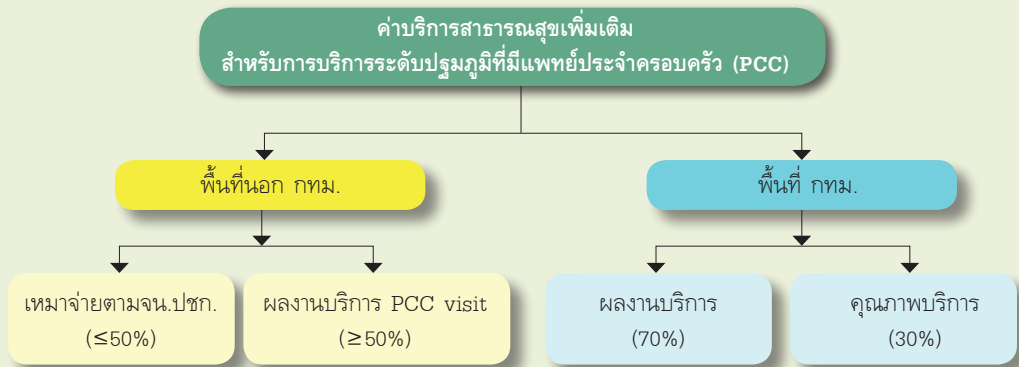 ค่าบริการสาธารณสุขเพิ่มเติม
สำหรับการบริการระดับปฐมภูมิที่มีแพทย์ประจำครอบครัว (PCC)
พื้นที่นอก กทม.
พื้นที่ กทม.
เหมาจ่ายตามจน.ปชก.
(≤50%)
ผลงานบริการ PCC visit
(≥50%)
ผลงานบริการ
(70%)
คุณภาพบริการ
(30%)